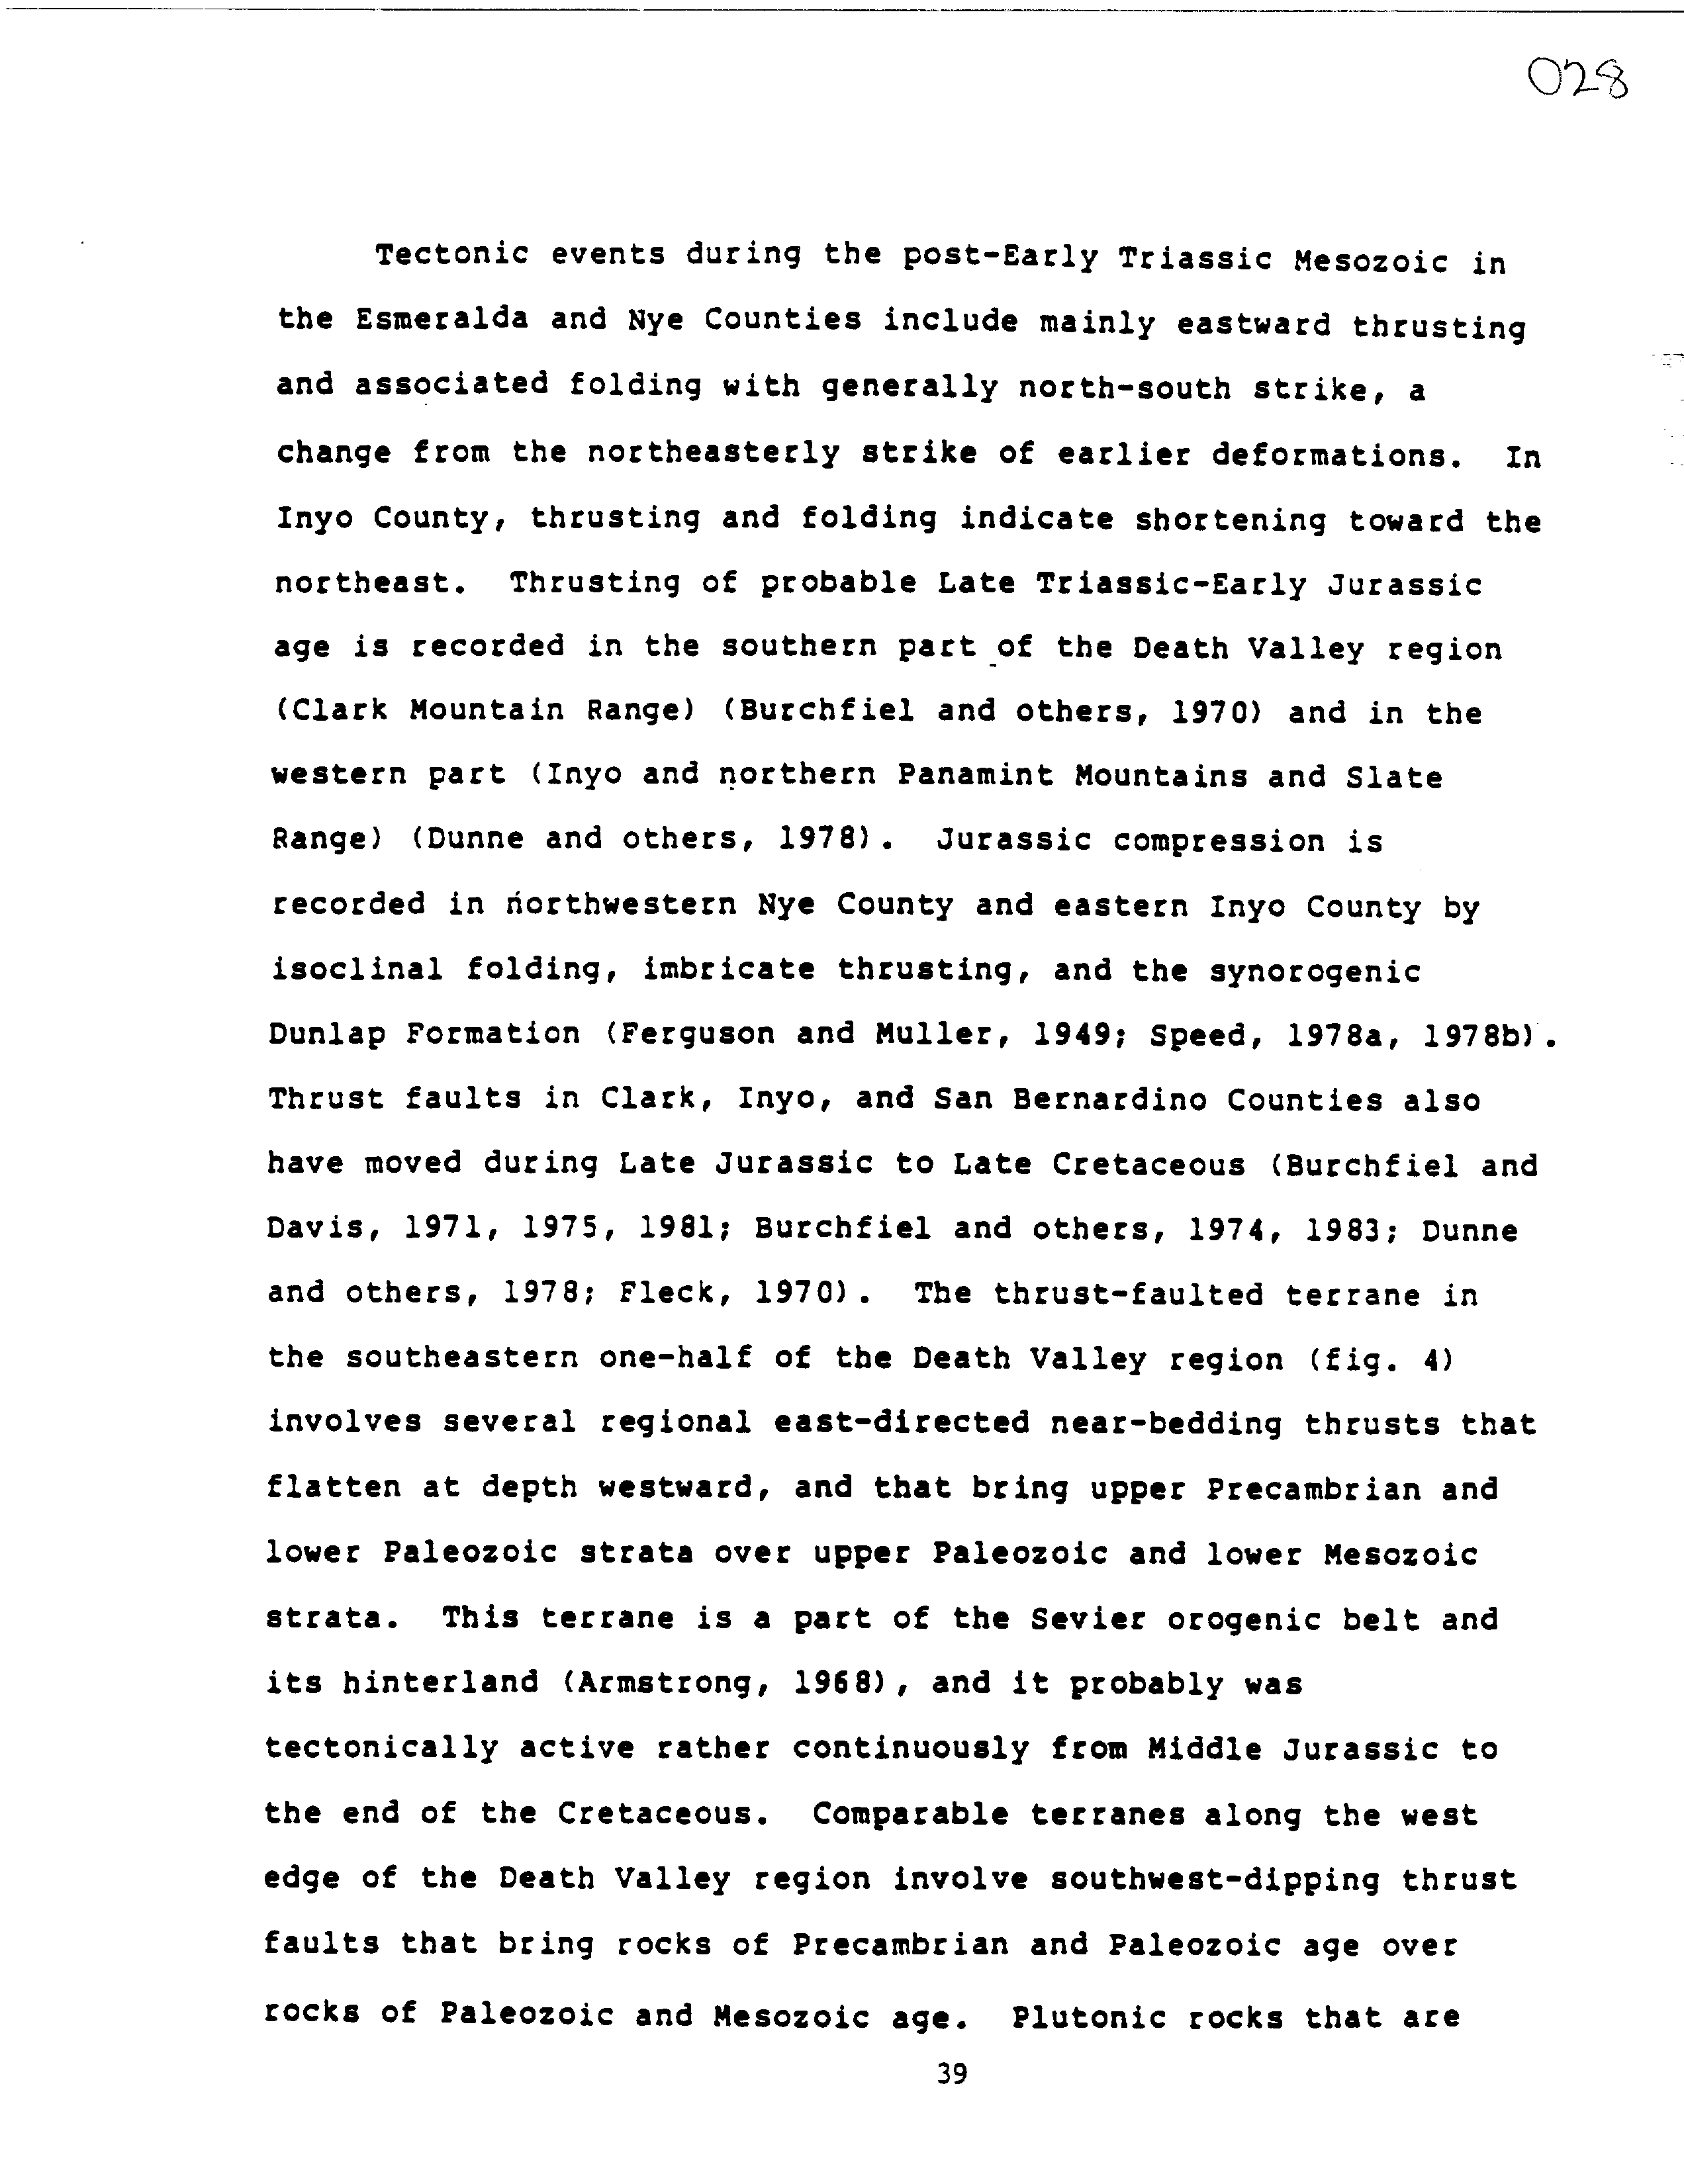 028
Tectonic events during the post-Early Triassic Mesozoic in
the Esmeralda and Nye Counties include mainly eastward thrusting
and associated folding with generally north-south strike, a
change from the northeasterly strike of earlier deformations. In
Inyo County, thrusting and folding indicate shortening toward the
northeast. Thrusting of probable Late Triassic-Early Jurassic
age is recorded in the southern part of the Death Valley region
(Clark Mountain Range) (Burchfiel and others, 1970) and in the
western part (Inyo and northern Panamint Mountains and Slate
Range) (Dunne and others, 1978). Jurassic compression is
recorded in northwestern Nye County and eastern Inyo County by
isoclinal folding, imbricate thrusting, and the synorogenic
Dunlap Formation (Ferguson and Muller, 1949; Speed, 1978a, 1978b).
Thrust faults in Clark, Inyo, and San Bernardino Counties also
have moved during Late Jurassic to Late Cretaceous (Burchfiel and
Davis, 1971, 1975, 1981; Burchfiel and others, 1974, 1983; Dunne
and others, 1978; Fleck, 1970). The thrust-faulted terrane in
the southeastern one-half of the Death Valley region (fig. 4)
involves several regional east-directed near-bedding thrusts that
flatten at depth westward, and that bring upper Precambrian and
lower Paleozoic strata over upper Paleozoic and lower Mesozoic
strata. This terrane is a part of the Sevier orogenic belt and
its hinterland (Armstrong, 1968), and it probably was
tectonically active rather continuously from Middle Jurassic to
the end of the Cretaceous. Comparable terranes along the west
edge of the Death Valley region involve southwest-dipping thrust
faults that bring rocks of Precambrian and Paleozoic age over
rocks of Paleozoic and Mesozoic age. Plutonic rocks that are
39